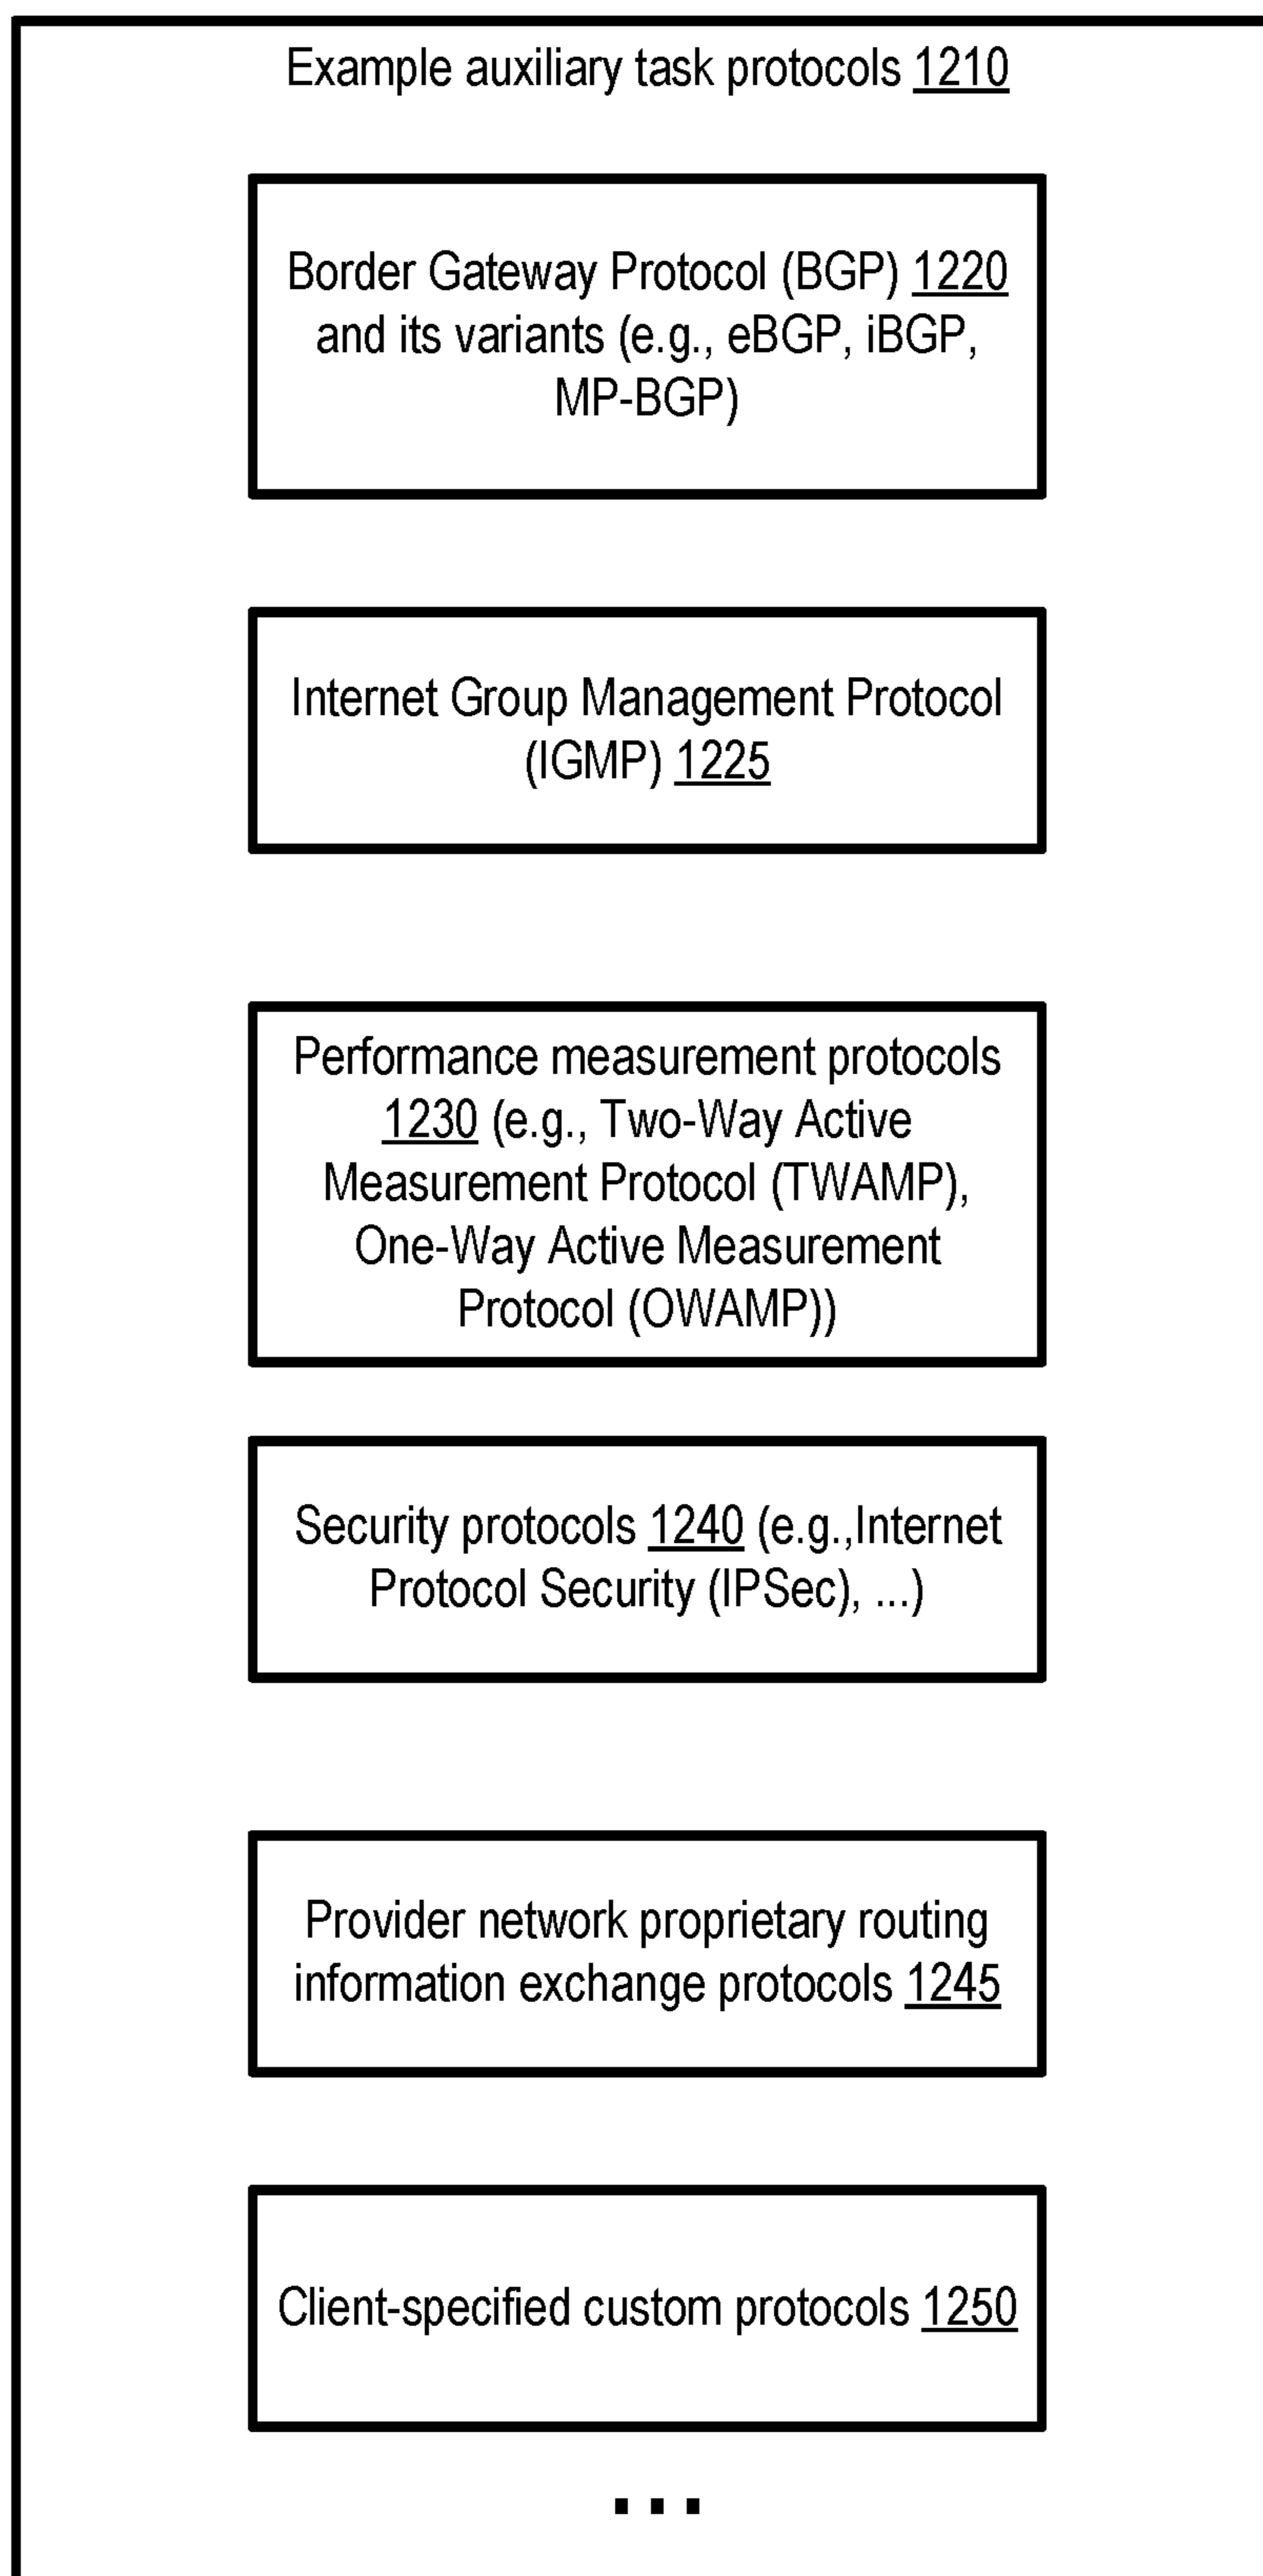 Example auxiliary task protocols 1210
Border Gateway Protocol (BGP) 1220
and its variants (e.g., eBGP, iBGP,
MP-BGP)
Internet Group Management Protocol
(IGMP) 1225
Performance measurement protocols
1230 (e.g., Two-Way Active
Measurement Protocol (TWAMP),
One-Way Active Measurement
Protocol (OWAMP))
Security protocols 1240 (e.g.,Internet
Protocol Security (IPSec), ...)
Provider network proprietary routing
information exchange protocols 1245
Client-specified custom protocols 1250
...